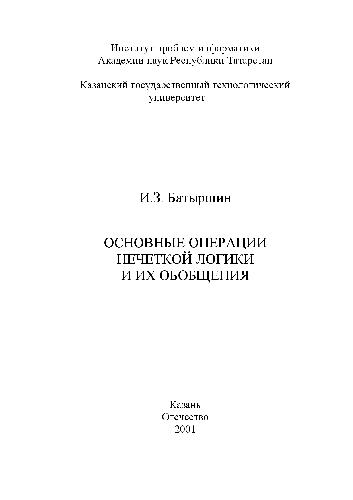 Институт проблем информатики
Академии наук Республики Татарстан
Казанский государственный технологический
университет
И.З. Батыршин
ОСНОВНЫЕ ОПЕРАЦИИ
НЕЧЕТКОЙ ЛОГИКИ
И ИХ ОБОБЩЕНИЯ
Казань
Отечество
2001